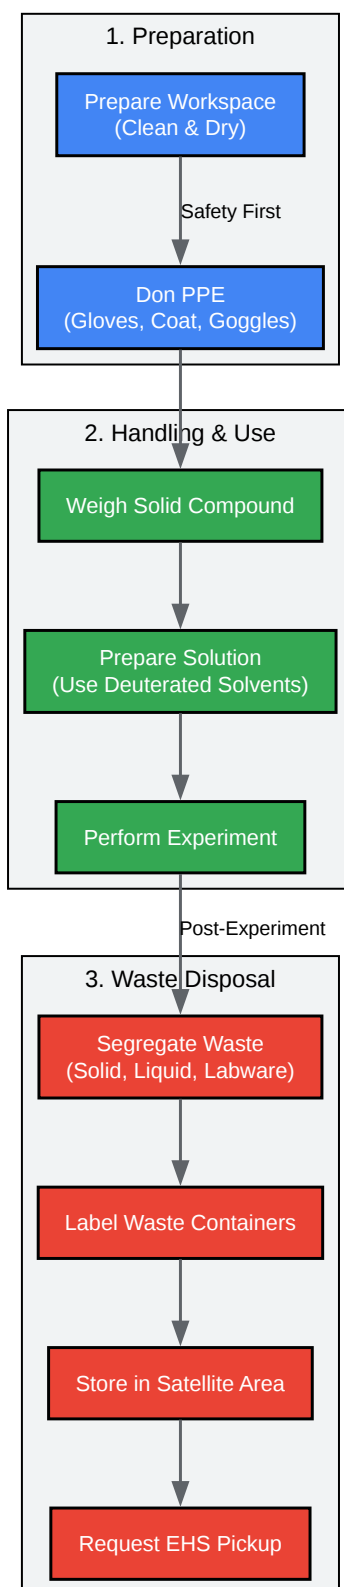 1. Preparation
Prepare Workspace
(Clean & Dry)
Safety First
Don PPE
(Gloves, Coat, Goggles)
2. Handling & Use
Weigh Solid Compound
Prepare Solution
(Use Deuterated Solvents)
Perform Experiment
Post-Experiment
3. Waste Disposal
Segregate Waste
(Solid, Liquid, Labware)
Label Waste Containers
Store in Satellite Area
Request EHS Pickup